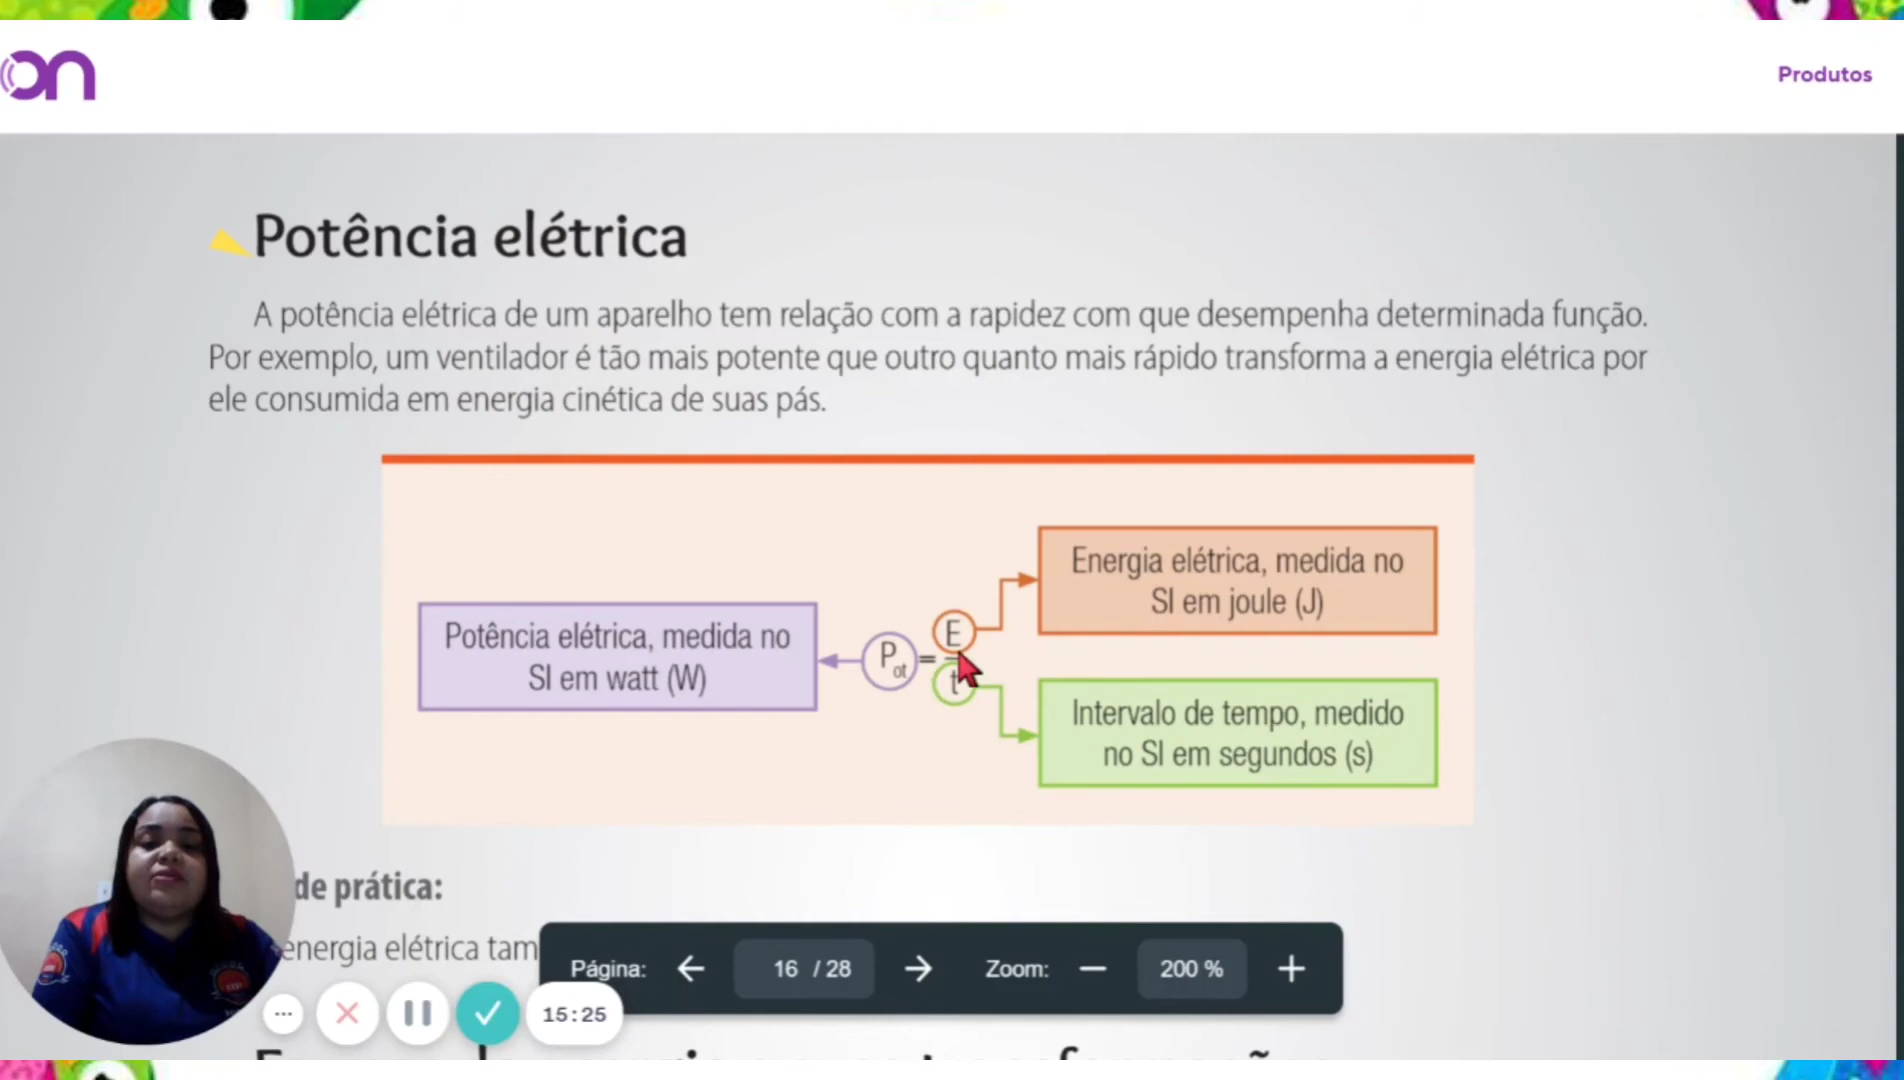 on
Produtos
Potência elétrica
A potência elétrica de um aparelho tem relação com a rapidez com que desempenha determinada função.
Por exemplo, um ventilador é tão mais potente que outro quanto mais rápido transforma a energia elétrica por
ele consumida em energia cinética de suas pás.
Energia elétrica, medida no
SI em joule (J)
Potência elétrica, medida no
SI em watt (W)
Pot = E
t
Intervalo de tempo, medido
no SI em segundos (s)
de prática:
energia elétrica tam
Página: 16 / 28 Zoom: 200 %
15:25